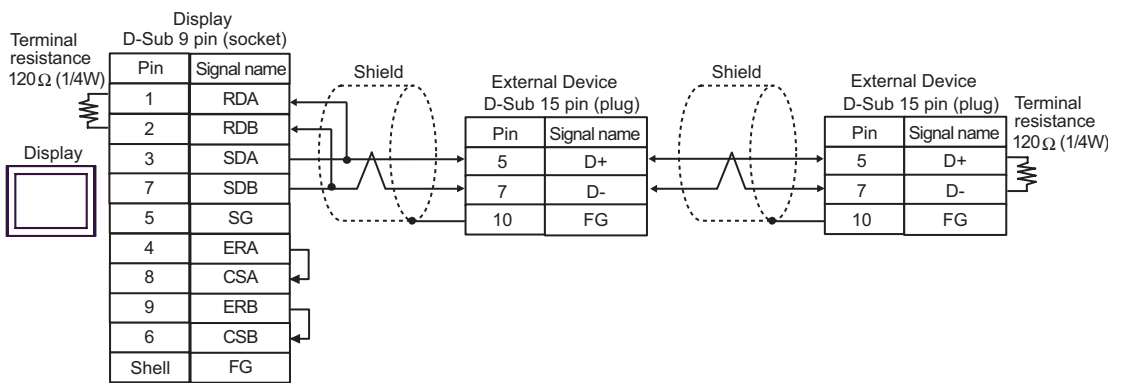 Display
D-Sub 9 pin (socket)
Terminal
resistance
120Ω (1/4W)
Pin Signal name
1 RDA
2 RDB
3 SDA
7 SDB
5 SG
4 ERA
8 CSA
9 ERB
6 CSB
Shell FG
Display
Shield
External Device
D-Sub 15 pin (plug)
Pin Signal name
5 D+
7 D-
10 FG
Shield
External Device
D-Sub 15 pin (plug)
Pin Signal name
5 D+
7 D-
10 FG
Terminal
resistance
120Ω (1/4W)